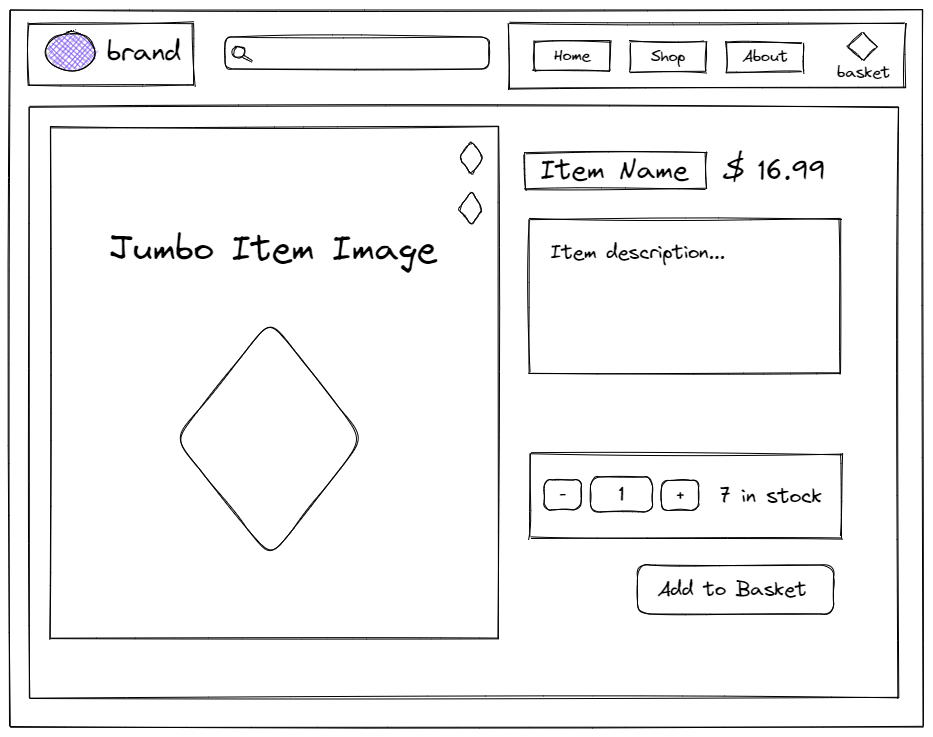 brand
Home
Shop
About
basket
Jumbo Item Image
Item Name
$ 16.99
Item description...
-
1
+
7 in stock
Add to Basket